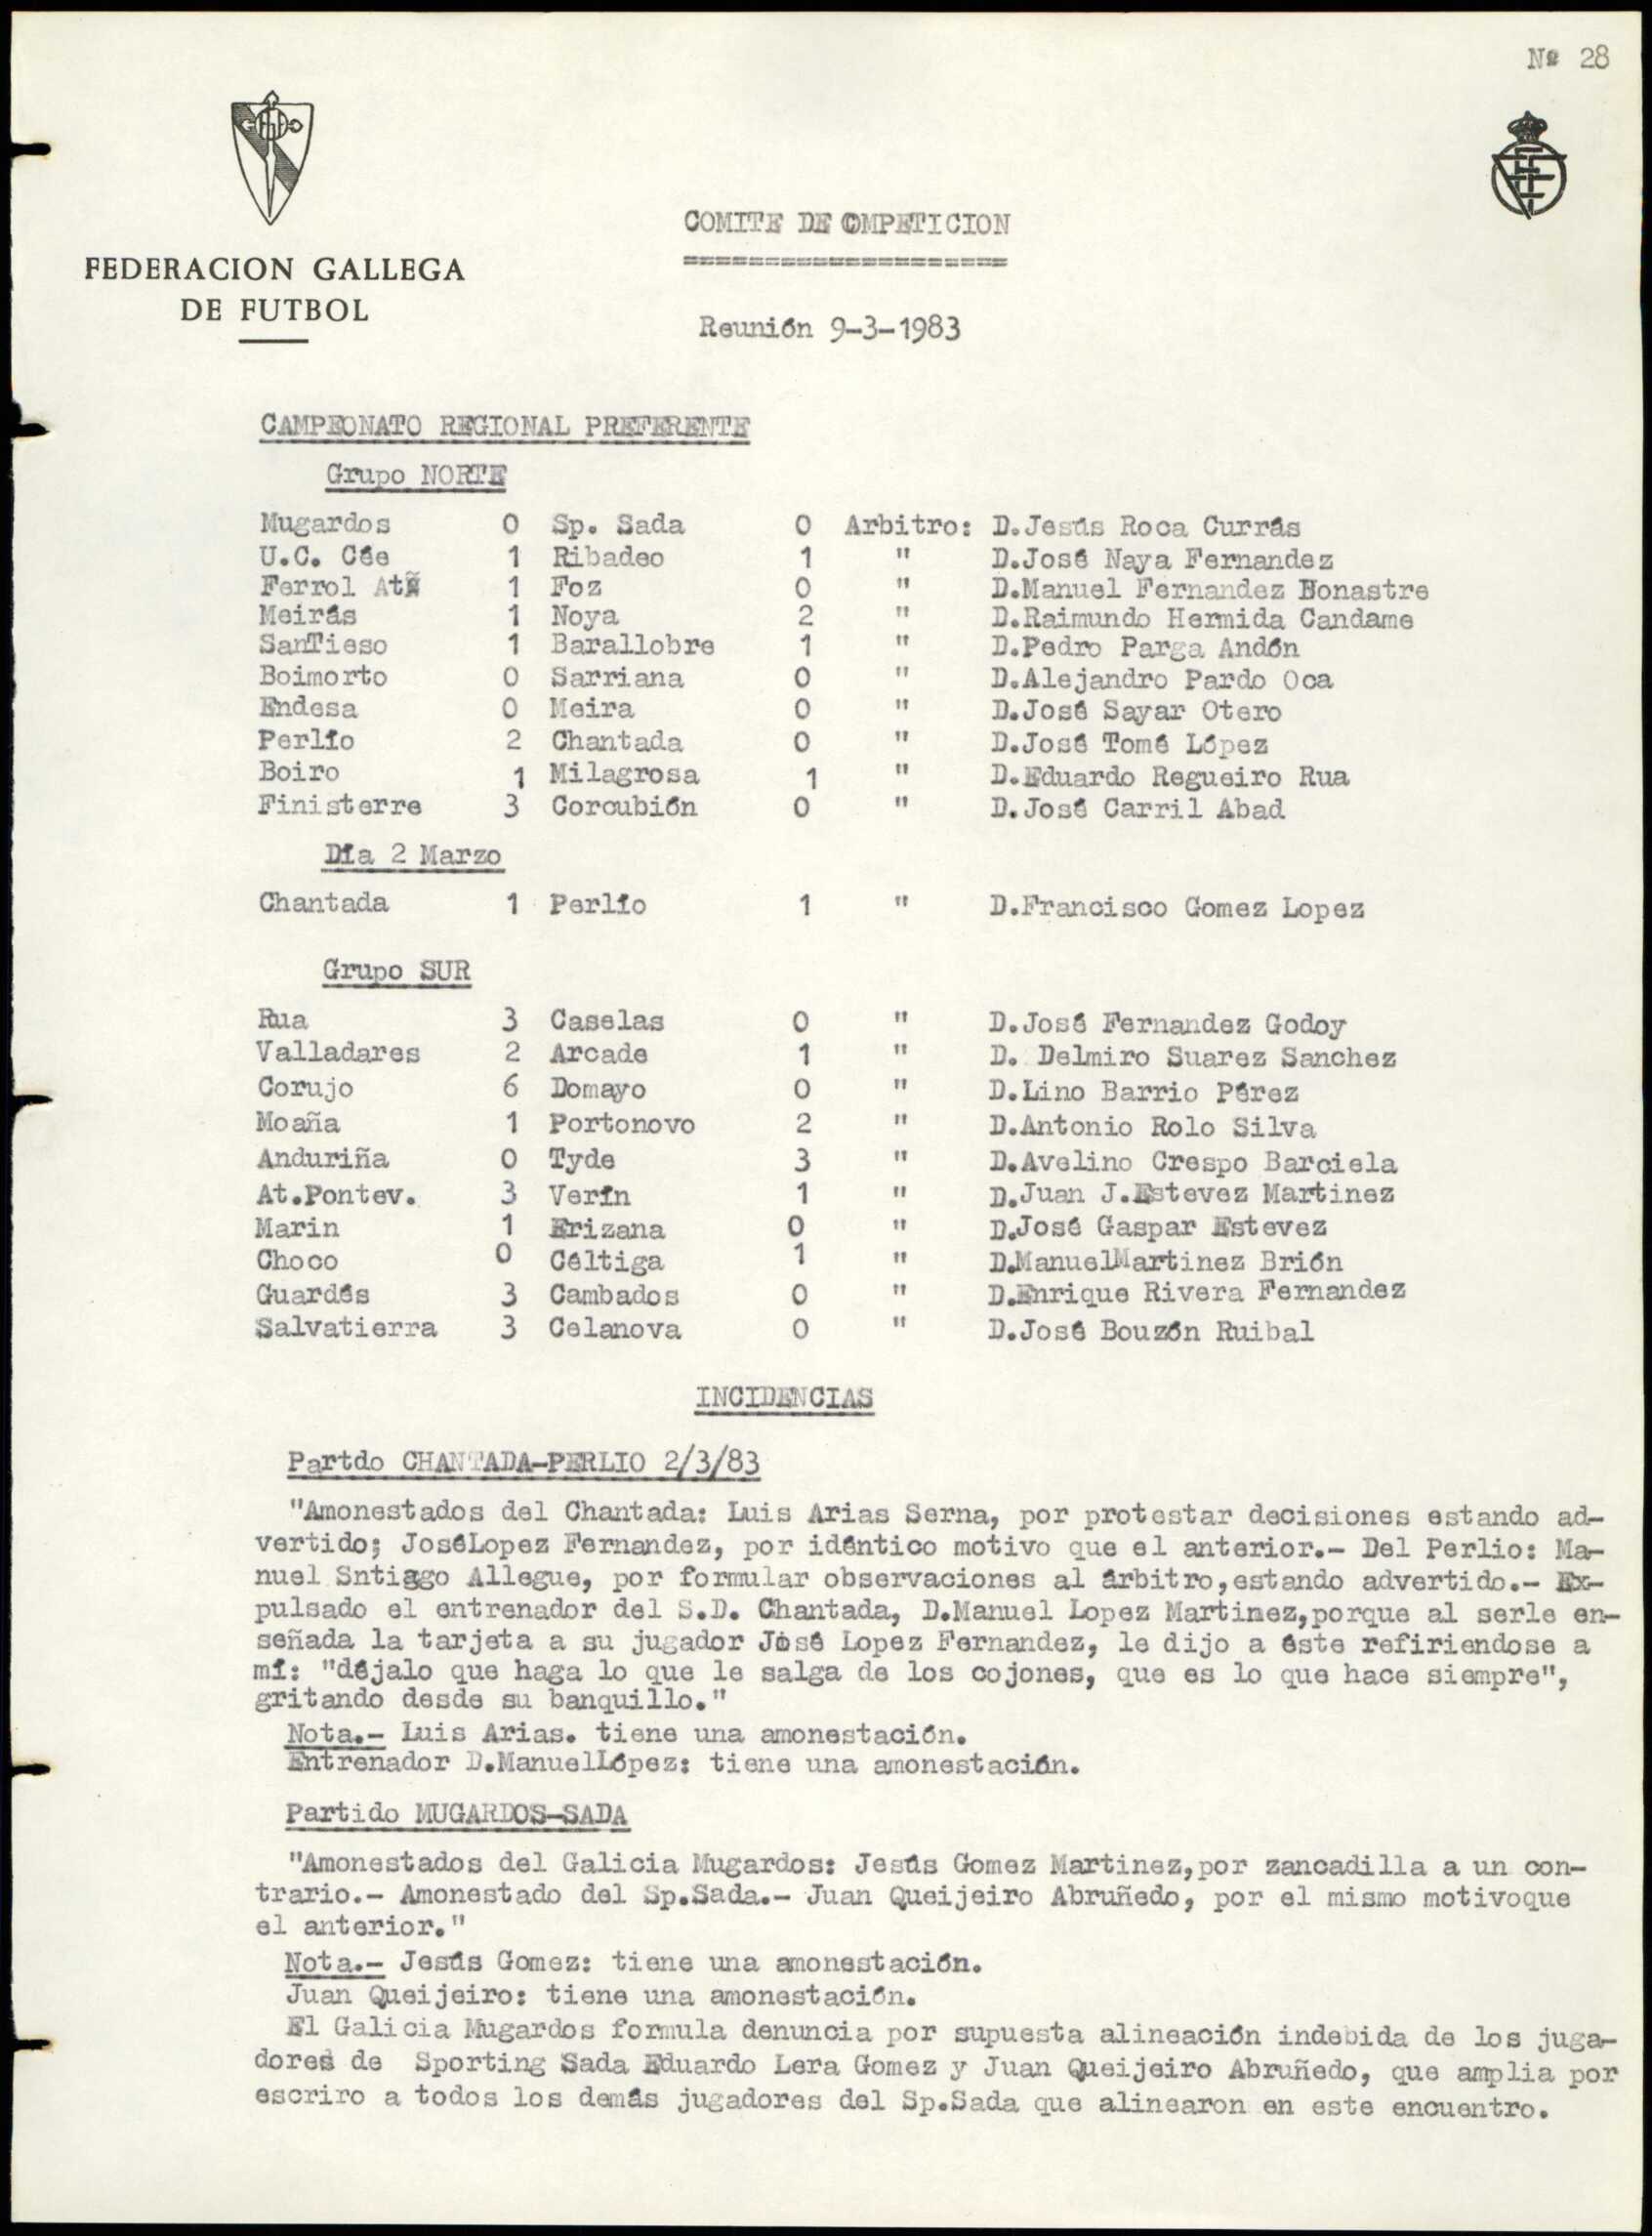 Nº 28
FEDERACION GALLEGA
DE FUTBOL
COMITE DE OMPETICION
====================
Reunión 9-3-1983
CAMPEONATO REGIONAL PREFERENTE
Grupo NORTE
Mugardos 0 Sp. Sada 0 Arbitro: D.Jesús Roca Currás
U.C. Cée 1 Ribadeo 1 " D.José Naya Fernandez
Ferrol Atº 1 Foz 0 " D.Manuel Fernandez Bonastre
Meirás 1 Noya 2 " D.Raimundo Hermida Candame
SanTieso 1 Barallobre 1 " D.Pedro Parga Andón
Boimorto 0 Sarriana 0 " D.Alejandro Pardo Oca
Endesa 0 Meira 0 " D.José Sayar Otero
Perlío 2 Chantada 0 " D.José Tomé López
Boiro 1 Milagrosa 1 " D.Eduardo Regueiro Rua
Finisterre 3 Corcubión 0 " D.José Carril Abad
Día 2 Marzo
Chantada 1 Perlío 1 " D.Francisco Gomez Lopez
Grupo SUR
Rua 3 Caselas 0 " D.José Fernandez Godoy
Valladares 2 Arcade 1 " D. Delmiro Suarez Sanchez
Corujo 6 Domayo 0 " D.Lino Barrio Pérez
Moaña 1 Portonovo 2 " D.Antonio Rolo Silva
Anduriña 0 Tyde 3 " D.Avelino Crespo Barciela
At.Pontev. 3 Verín 1 " D.Juan J.Estevez Martinez
Marin 1 Erizana 0 " D.José Gaspar Estevez
Choco 0 Céltiga 1 " D.ManuelMartinez Brión
Guardés 3 Cambados 0 " D.Enrique Rivera Fernandez
Salvatierra 3 Celanova 0 " D.José Bouzón Ruibal
INCIDENCIAS
Partdo CHANTADA-PERLIO 2/3/83
"Amonestados del Chantada: Luis Arias Serna, por protestar decisiones estando ad-
vertido; JoséLopez Fernandez, por idéntico motivo que el anterior.- Del Perlio: Ma-
nuel Sntiago Allegue, por formular observaciones al árbitro,estando advertido.- Ex-
pulsado el entrenador del S.D. Chantada, D.Manuel Lopez Martinez,porque al serle en-
señada la tarjeta a su jugador José Lopez Fernandez, le dijo a éste refiriendose a
mí: "déjalo que haga lo que le salga de los cojones, que es lo que hace siempre",
gritando desde su banquillo."
Nota.- Luis Arias. tiene una amonestación.
Entrenador D.ManuelLópez: tiene una amonestación.
Partido MUGARDOS-SADA
"Amonestados del Galicia Mugardos: Jesús Gomez Martinez,por zancadilla a un con-
trario.- Amonestado del Sp.Sada.- Juan Queijeiro Abruñedo, por el mismo motivoque
el anterior."
Nota.- Jesús Gomez: tiene una amonestación.
Juan Queijeiro: tiene una amonestación.
El Galicia Mugardos formula denuncia por supuesta alineación indebida de los juga-
dores de Sporting Sada Eduardo Lera Gomez y Juan Queijeiro Abruñedo, que amplia por
escriro a todos los demás jugadores del Sp.Sada que alinearon en este encuentro.